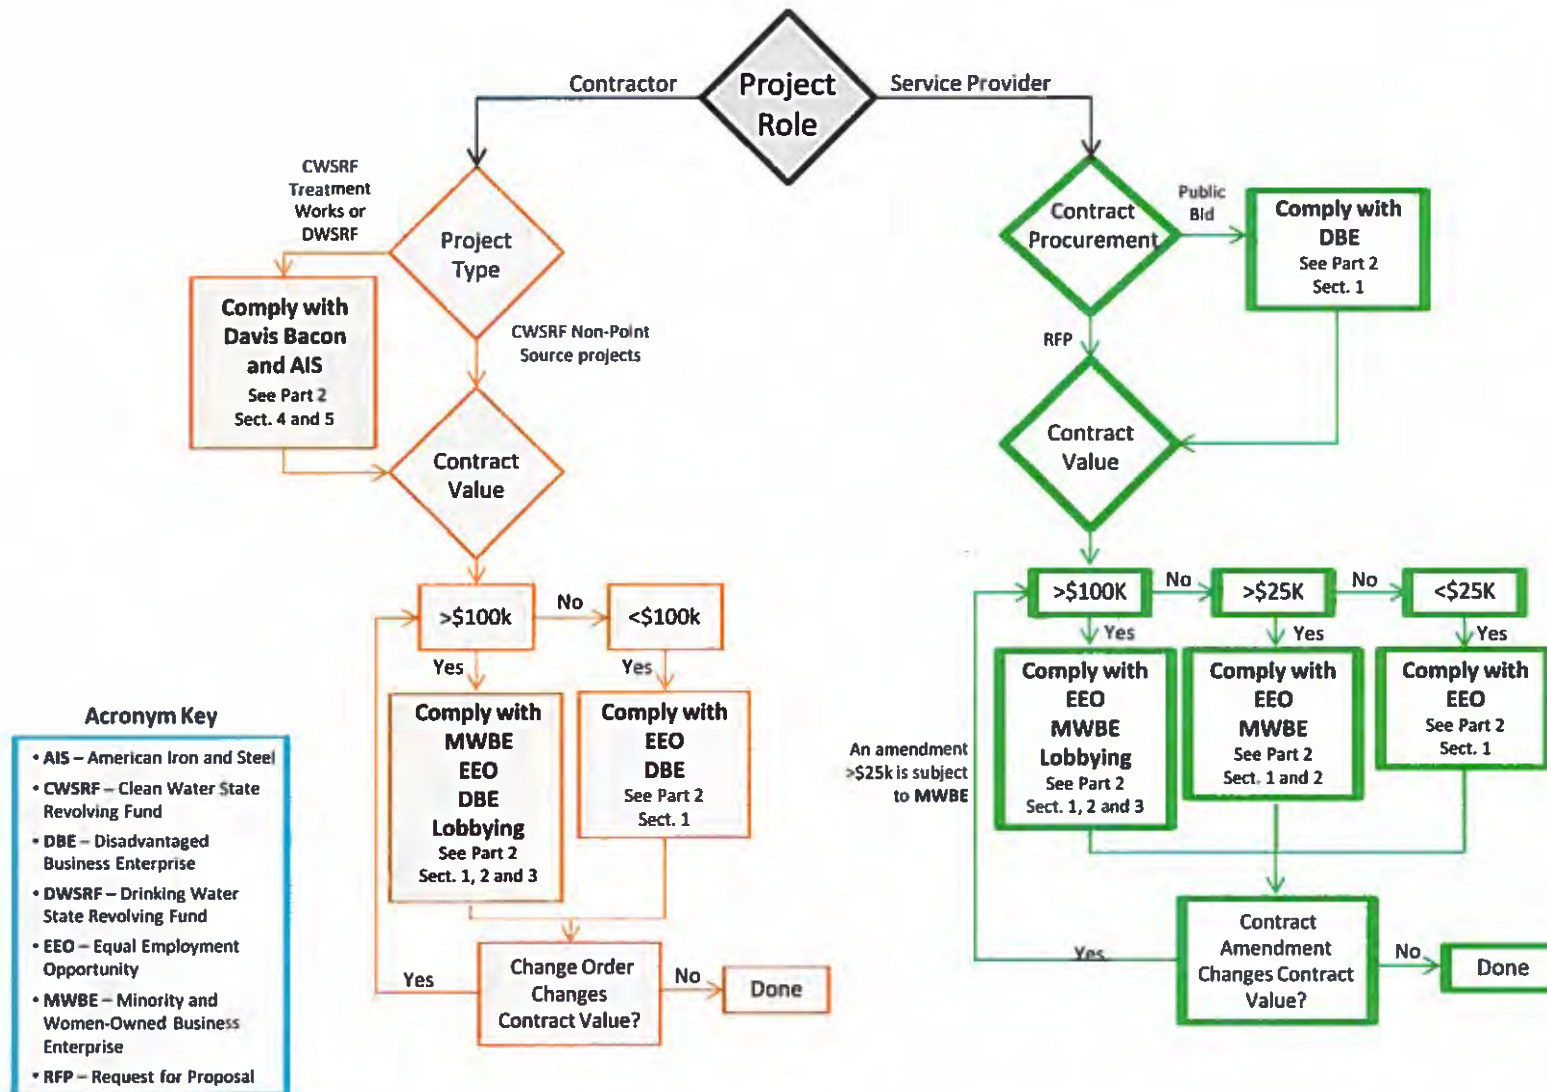 Project
Role
Contractor
Service Provider
CWSRF
Treatment
Works or
DWSRF
Project
Type
Comply with
Davis Bacon
and AIS
See Part 2
Sect. 4 and 5
CWSRF Non-Point
Source projects
Contract
Value
>$100k
No
<$100k
Yes
Yes
Comply with
MWBE
EEO
DBE
Lobbying
See Part 2
Sect. 1, 2 and 3
Comply with
EEO
DBE
See Part 2
Sect. 1
Change Order
Changes
Contract Value?
Yes
No
Done
Contract
Procurement
Public
Bid
Comply with
DBE
See Part 2
Sect. 1
RFP
Contract
Value
>$100K
No
>$25K
No
<$25K
Yes
Yes
Yes
Comply with
EEO
MWBE
Lobbying
See Part 2
Sect. 1, 2 and 3
Comply with
EEO
MWBE
See Part 2
Sect. 1 and 2
Comply with
EEO
See Part 2
Sect. 1
An amendment
>$25k is subject
to MWBE
Contract
Amendment
Changes Contract
Value?
Yes
No
Done
Acronym Key
• AIS – American Iron and Steel
• CWSRF – Clean Water State
Revolving Fund
• DBE – Disadvantaged
Business Enterprise
• DWSRF – Drinking Water
State Revolving Fund
• EEO – Equal Employment
Opportunity
• MWBE – Minority and
Women-Owned Business
Enterprise
• RFP – Request for Proposal